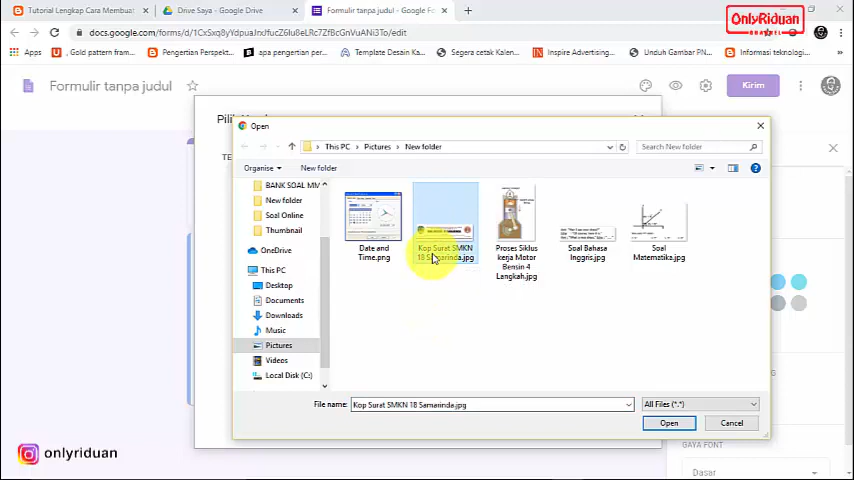 Tutorial Lengkap Cara Membuat
Drive Saya - Google Drive
Formulir tanpa judul - Google Fo
OnlyRiduan
docs.google.com/forms/d/1CxSxq8yYdpuaInxfucZ6lu8eLRc7ZfBcGnVuANi3To/edit
Apps
, Gold pattern fram...
Pengertian Perspekt...
apa pengertian per...
Template Desain Ka...
Segera cetak Kalen...
Inspire Advertising...
Unduh Gambar PN...
Informasi teknologi...
Formulir tanpa judul
Kirim
Open
This PC
Pictures
New folder
Search New folder
Organise
New folder
BANK SOAL MM
New folder
Soal Online
Thumbnail
OneDrive
This PC
Desktop
Documents
Downloads
Music
Pictures
Videos
Local Disk (C:)
Date and
Time.png
Kop Surat SMKN
18 Samarinda.jpg
Proses Siklus
kerja Motor
Bensin 4
Langkah.jpg
Soal Bahasa
Inggris.jpg
Soal
Matematika.jpg
File name:
Kop Surat SMKN 18 Samarinda.jpg
All Files (*.*)
Open
Cancel
GAYA FONT
Dasar
onlyriduan